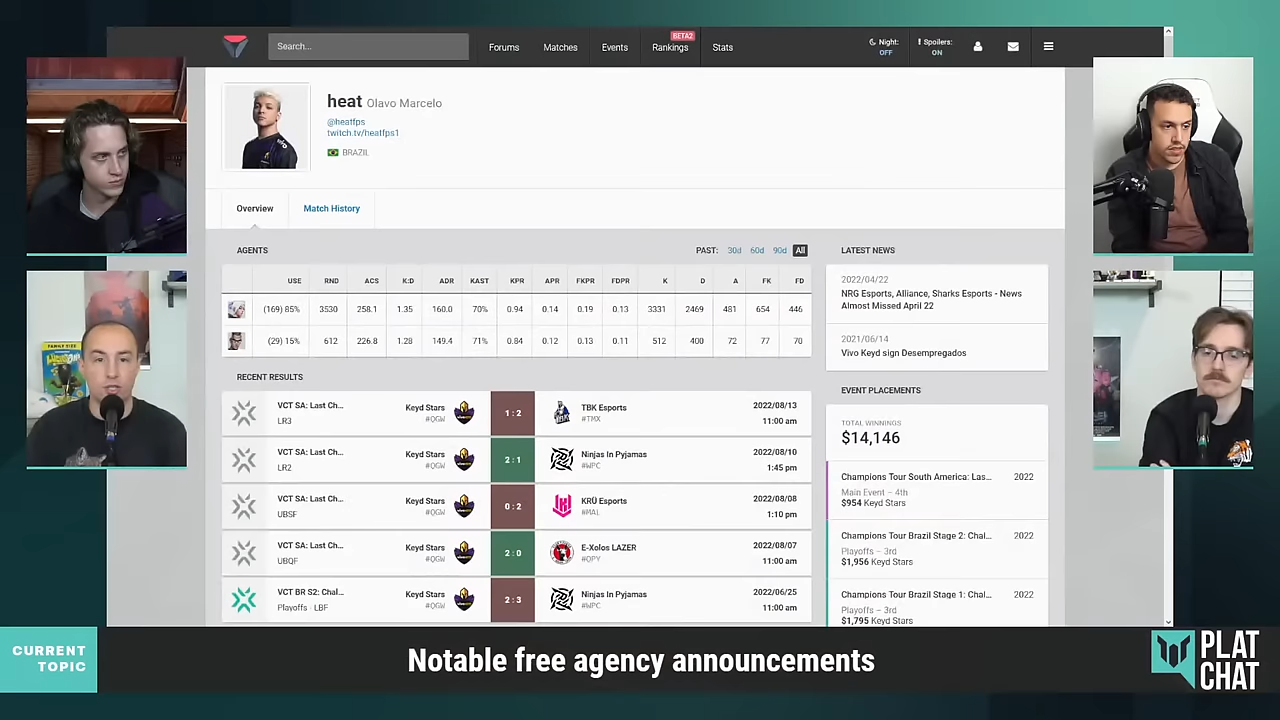 Search...
Forums
Matches
Events
Rankings
BETA2
Stats
Night:
OFF
Spoilers:
ON
heat Olavo Marcelo
@heatfps
twitch.tv/heatfps1
BRAZIL
Overview
Match History
AGENTS
PAST: 30d 60d 90d All
USE RND ACS K:D ADR KAST KPR APR FKPR FDPR K D A FK FD
(169) 85% 3530 258.1 1.35 160.0 70% 0.94 0.14 0.19 0.13 3331 2469 481 654 446
(29) 15% 612 226.8 1.28 149.4 71% 0.84 0.12 0.13 0.11 512 400 72 77 70
RECENT RESULTS
VCT SA: Last Ch...
LR3
Keyd Stars
#QGW
1 : 2
TBK Esports
#TMX
2022/08/13
11:00 am
VCT SA: Last Ch...
LR2
Keyd Stars
#QGW
2 : 1
Ninjas In Pyjamas
#WPC
2022/08/10
1:45 pm
VCT SA: Last Ch...
UBSF
Keyd Stars
#QGW
0 : 2
KRÜ Esports
#MAL
2022/08/08
1:10 pm
VCT SA: Last Ch...
UBQF
Keyd Stars
#QGW
2 : 0
E-Xolos LAZER
#OPY
2022/08/07
11:00 am
VCT BR S2: Chal...
Playoffs · LBF
Keyd Stars
#QGW
2 : 3
Ninjas In Pyjamas
#WPC
2022/06/25
11:00 am
LATEST NEWS
2022/04/22
NRG Esports, Alliance, Sharks Esports - News
Almost Missed April 22
2021/06/14
Vivo Keyd sign Desempregados
EVENT PLACEMENTS
TOTAL WINNINGS
$14,146
Champions Tour South America: Las... 2022
Main Event – 4th
$954 Keyd Stars
Champions Tour Brazil Stage 2: Chal... 2022
Playoffs – 3rd
$1,956 Keyd Stars
Champions Tour Brazil Stage 1: Chal... 2022
Playoffs – 3rd
$1,795 Keyd Stars
CURRENT
TOPIC
Notable free agency announcements
PLAT
CHAT